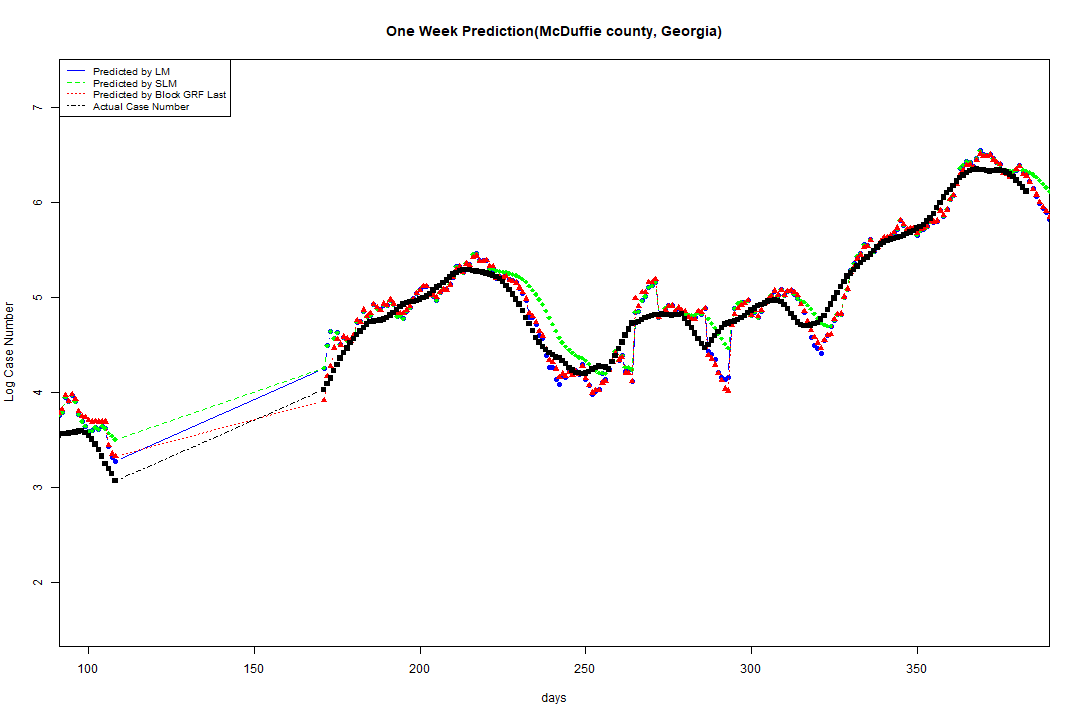 One Week Prediction(McDuffie county, Georgia)
Predicted by LM
Predicted by SLM
Predicted by Block GRF Last
Actual Case Number
Log Case Number
7
6
5
4
3
2
100 150 200 250 300 350
days